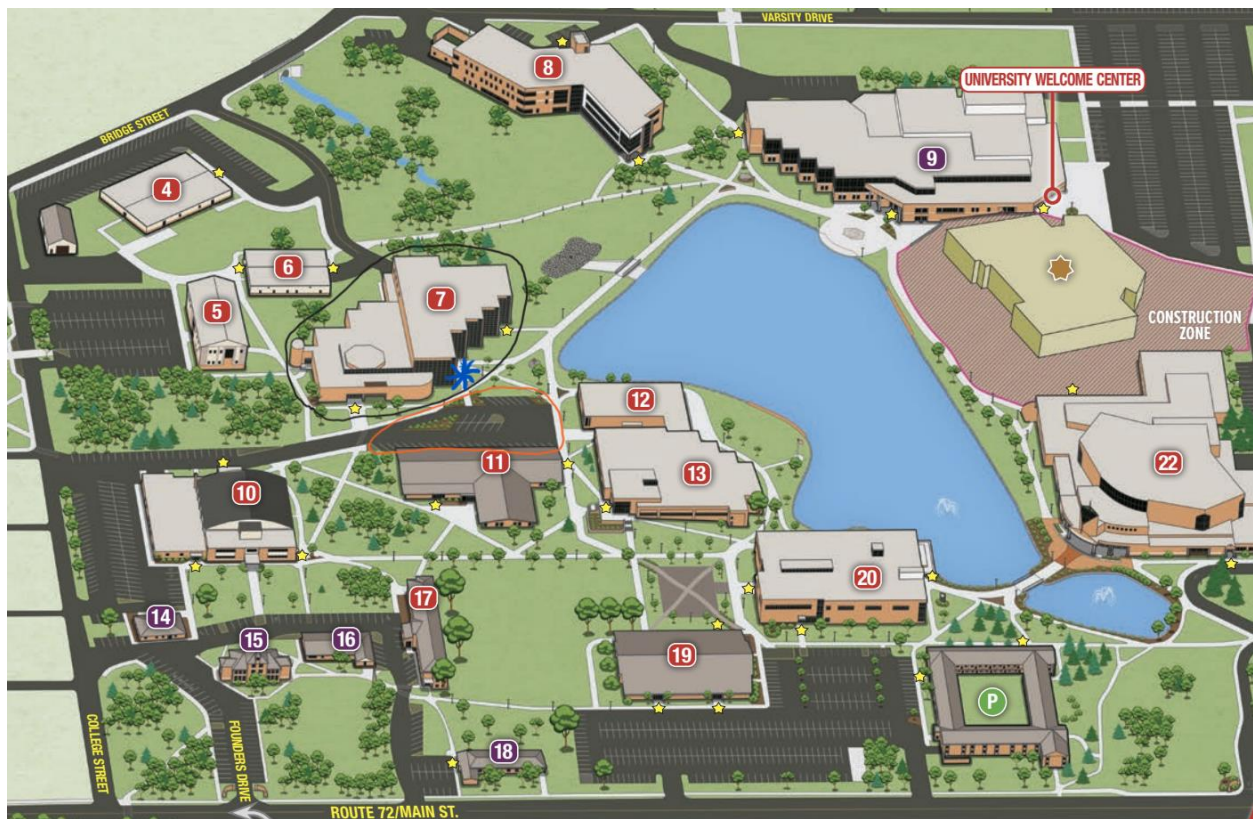 VARSITY DRIVE
8
UNIVERSITY WELCOME CENTER
BRIDGE STREET
9
4
6
7
5
CONSTRUCTION
ZONE
12
11
13
22
10
20
17
14
15
16
19
P
18
COLLEGE STREET
FOUNDERS DRIVE
ROUTE 72/MAIN ST.